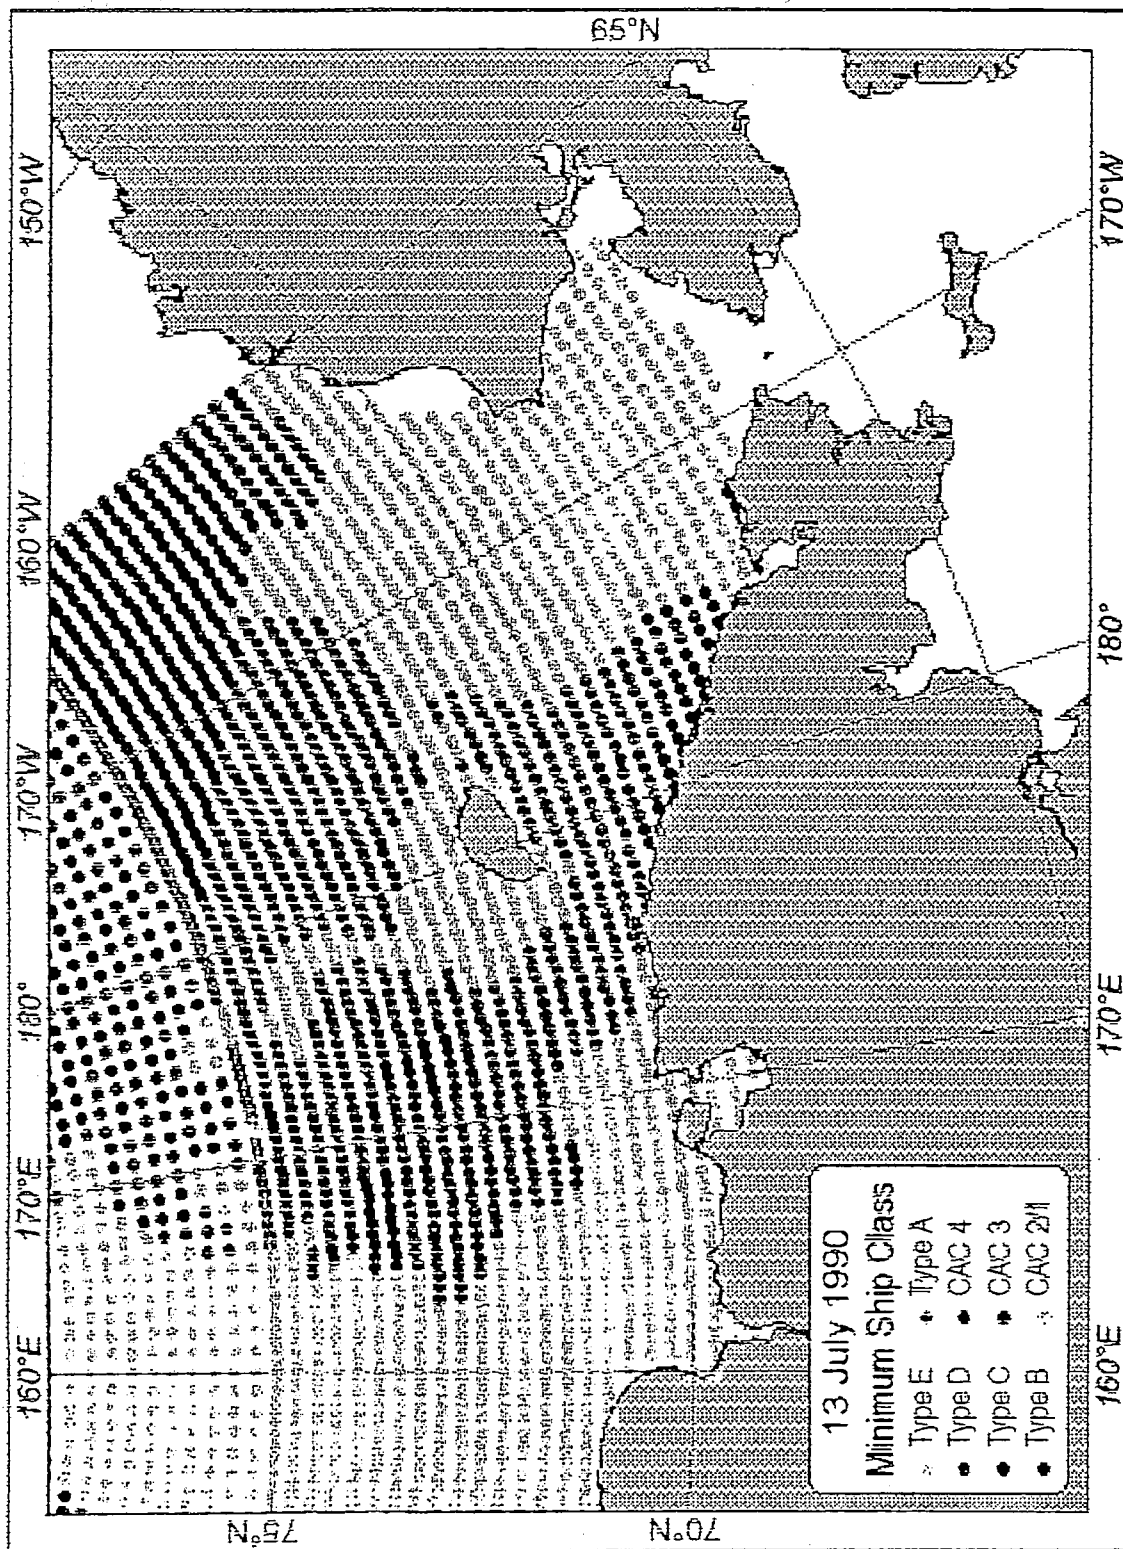 160°E 170°E 180° 170°W 160°W 150°W
75°N
70°N
65°N
13 July 1990
Minimum Ship Class
Type E Type A
Type D CAC 4
Type C CAC 3
Type B CAC 2/1
160°E 170°E 180° 170°W